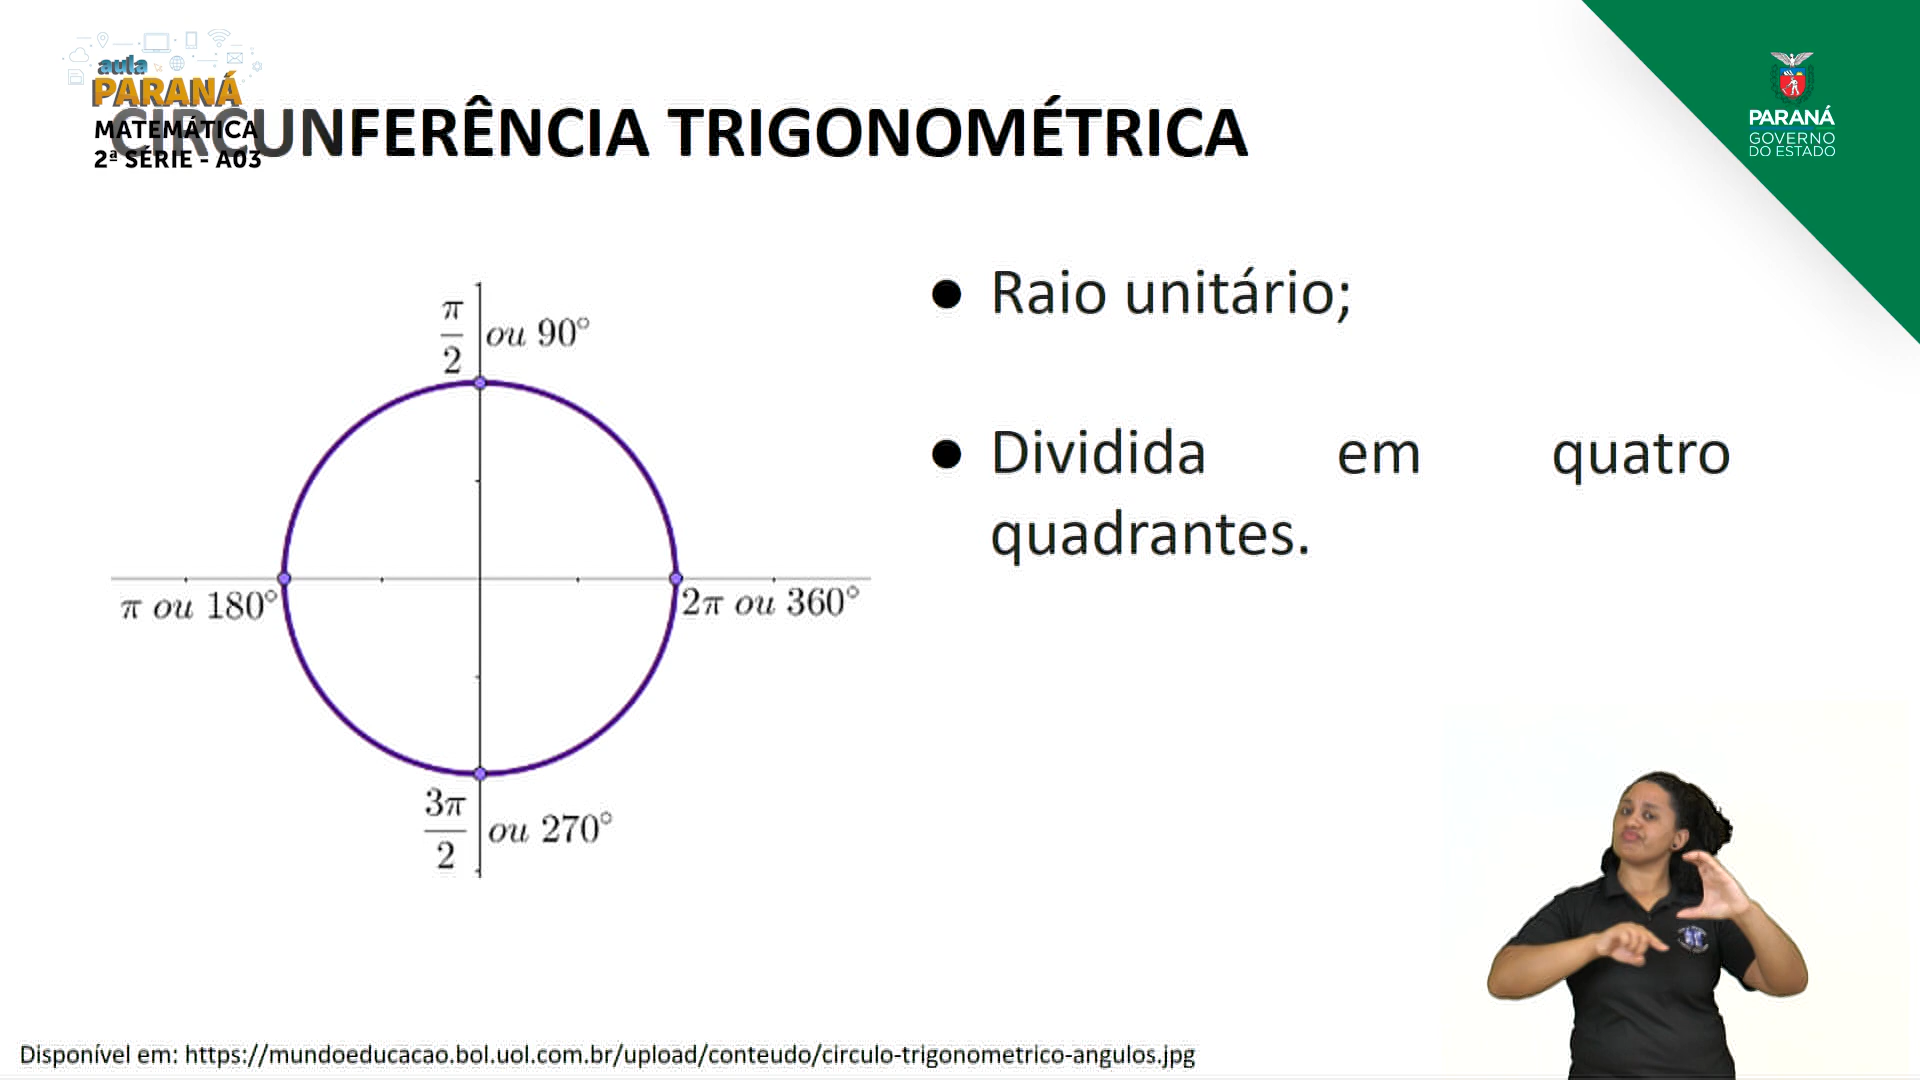 aula
PARANÁ
MATEMÁTICA
2ª SÉRIE - A03
CIRCUNFERÊNCIA TRIGONOMÉTRICA
PARANÁ
GOVERNO
DO ESTADO
π/2 ou 90°
π ou 180°
2π ou 360°
3π/2 ou 270°
● Raio unitário;
● Dividida em quatro
quadrantes.
Disponível em: https://mundoeducacao.bol.uol.com.br/upload/conteudo/circulo-trigonometrico-angulos.jpg